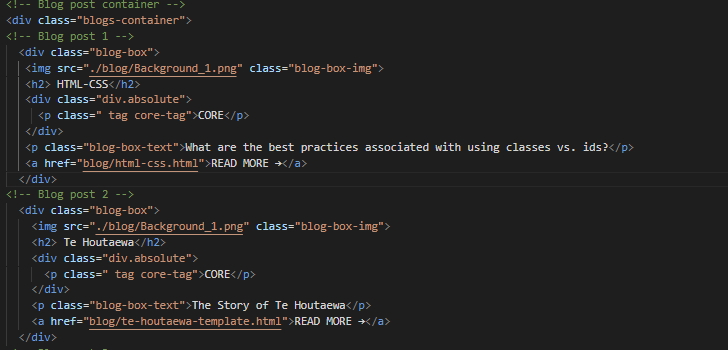 <!-- Blog post container -->
<div class="blogs-container">
<!-- Blog post 1 -->
<div class="blog-box">
<img src="./blog/Background_1.png" class="blog-box-img">
<h2> HTML-CSS</h2>
<div class="div.absolute">
<p class=" tag core-tag">CORE</p>
</div>
<p class="blog-box-text">What are the best practices associated with using classes vs. ids?</p>
<a href="blog/html-css.html">READ MORE →</a>
</div>
<!-- Blog post 2 -->
<div class="blog-box">
<img src="./blog/Background_1.png" class="blog-box-img">
<h2> Te Houtaewa</h2>
<div class="div.absolute">
<p class=" tag core-tag">CORE</p>
</div>
<p class="blog-box-text">The Story of Te Houtaewa</p>
<a href="blog/te-houtaewa-template.html">READ MORE →</a>
</div>